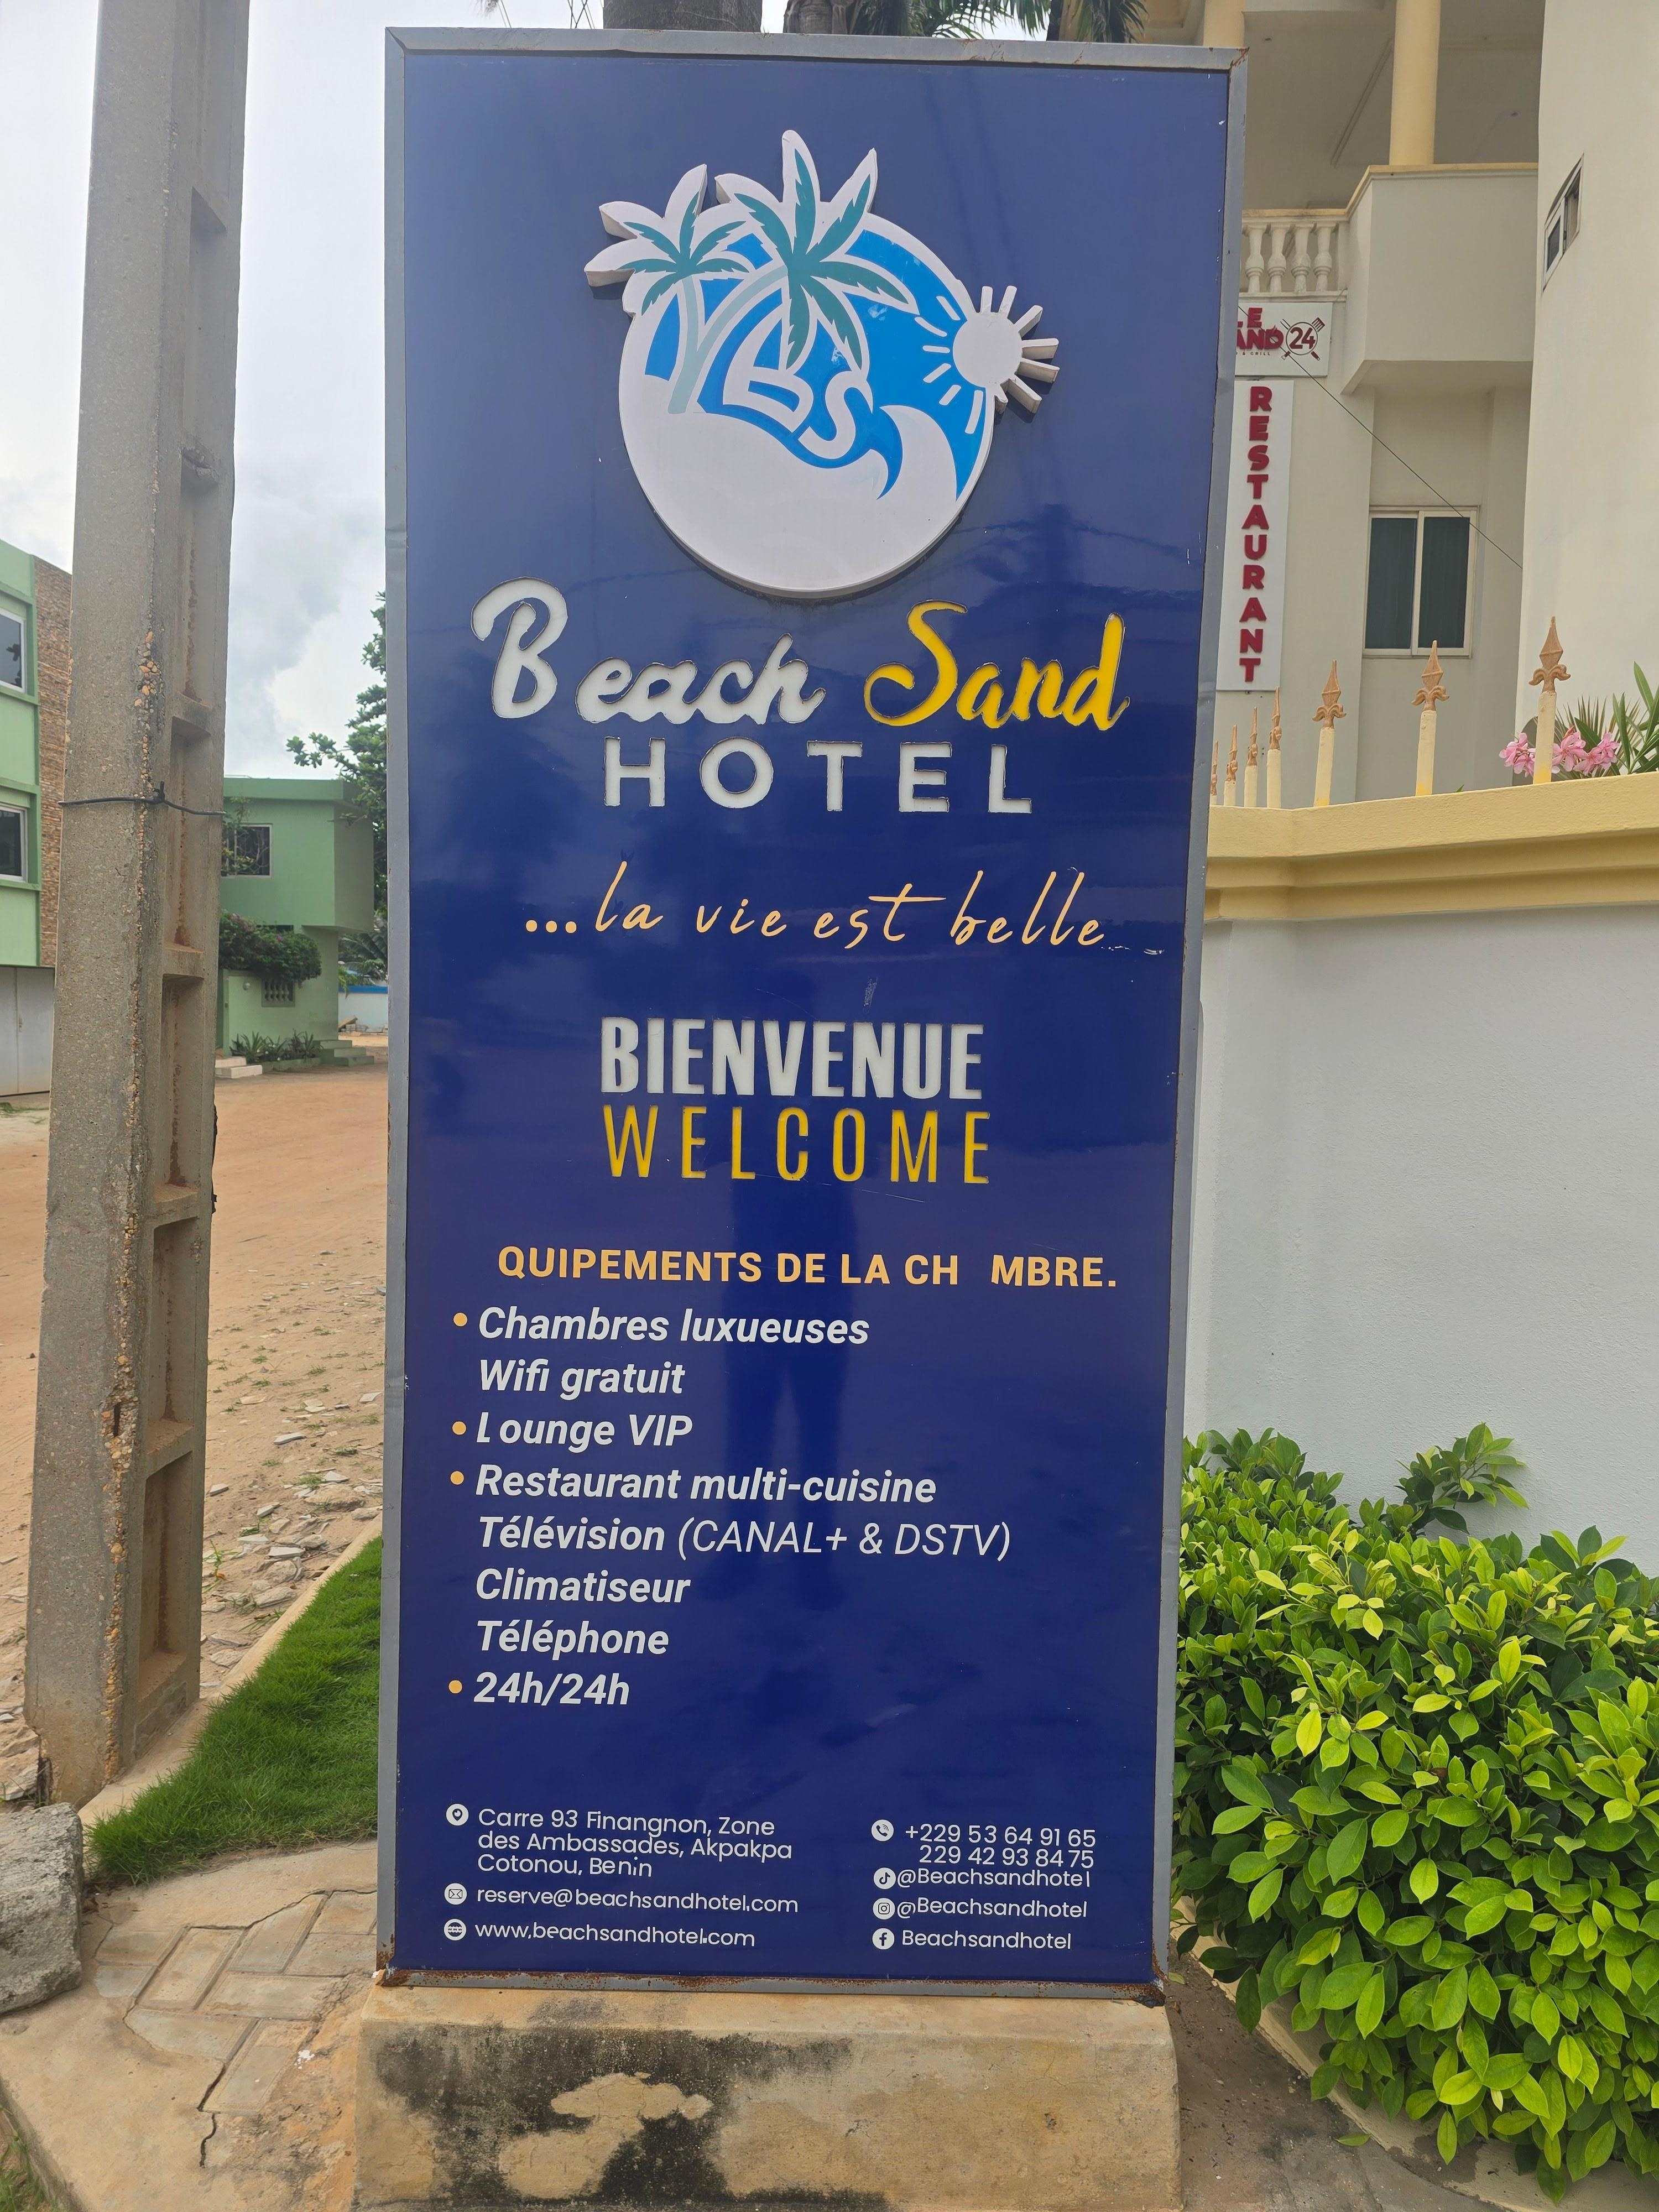 BS
Beach Sand
HOTEL
...la vie est belle
BIENVENUE
WELCOME
QUIPEMENTS DE LA CH MBRE.
• Chambres luxueuses
Wifi gratuit
• Lounge VIP
• Restaurant multi-cuisine
Télévision (CANAL+ & DSTV)
Climatiseur
Téléphone
• 24h/24h
Carre 93 Finangnon, Zone
des Ambassades, Akpakpa
Cotonou, Benin
reserve@beachsandhotel.com
www.beachsandhotel.com
+229 53 64 91 65
229 42 93 84 75
@Beachsandhotel
@Beachsandhotel
Beachsandhotel
24
RESTAURANT